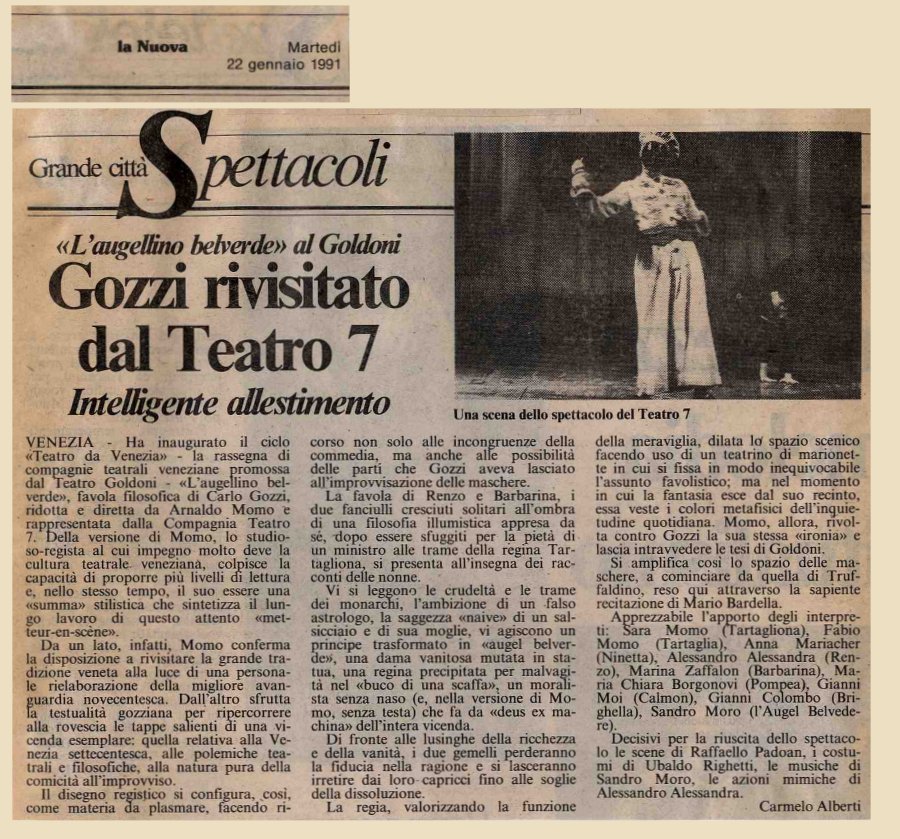 la Nuova
Martedì
22 gennaio 1991
Grande città Spettacoli
«L'augellino belverde» al Goldoni
Gozzi rivisitato
dal Teatro 7
Intelligente allestimento
Una scena dello spettacolo del Teatro 7
VENEZIA - Ha inaugurato il ciclo
«Teatro da Venezia» - la rassegna di
compagnie teatrali veneziane promossa
dal Teatro Goldoni - «L'augellino bel-
verde», favola filosofica di Carlo Gozzi,
ridotta e diretta da Arnaldo Momo e
rappresentata dalla Compagnia Teatro
7. Della versione di Momo, lo studio-
so-regista al cui impegno molto deve la
cultura teatrale veneziana, colpisce la
capacità di proporre più livelli di lettura
e, nello stesso tempo, il suo essere una
«summa» stilistica che sintetizza il lun-
go lavoro di questo attento «met-
teur-en-scène».
Da un lato, infatti, Momo conferma
la disposizione a rivisitare la grande tra-
dizione veneta alla luce di una persona-
le rielaborazione della migliore avan-
guardia novecentesca. Dall'altro sfrutta
la testualità gozziana per ripercorrere
alla rovescia le tappe salienti di una vi-
cenda esemplare: quella relativa alla Ve-
nezia settecentesca, alle polemiche tea-
trali e filosofiche, alla natura pura della
comicità all'improvviso.
Il disegno registico si configura, così,
come materia da plasmare, facendo ri-
corso non solo alle incongruenze della
commedia, ma anche alle possibilità
delle parti che Gozzi aveva lasciato
all'improvvisazione delle maschere.
La favola di Renzo e Barbarina, i
due fanciulli cresciuti solitari all'ombra
di una filosofia illumistica appresa da
sé, dopo essere sfuggiti per la pietà di
un ministro alle trame della regina Tar-
tagliona, si presenta all'insegna dei rac-
conti delle nonne.
Vi si leggono le crudeltà e le trame
dei monarchi, l'ambizione di un falso
astrologo, la saggezza «naive» di un sal-
sicciaio e di sua moglie, vi agiscono un
principe trasformato in «augel belver-
de», una dama vanitosa mutata in sta-
tua, una regina precipitata per malvagi-
tà nel «buco di una scaffa», un morali-
sta senza naso (e, nella versione di Mo-
mo, senza testa) che fa da «deus ex ma-
china» dell'intera vicenda.
Di fronte alle lusinghe della ricchezza
e della vanità, i due gemelli perderanno
la fiducia nella ragione e si lasceranno
irretire dai loro capricci fino alle soglie
della dissoluzione.
La regia, valorizzando la funzione
della meraviglia, dilata lo spazio scenico
facendo uso di un teatrino di marionet-
te in cui si fissa in modo inequivocabile
l'assunto favolistico; ma nel momento
in cui la fantasia esce dal suo recinto,
essa veste i colori metafisici dell'inquie-
tudine quotidiana. Momo, allora, rivol-
ta contro Gozzi la sua stessa «ironia» e
lascia intravvedere le tesi di Goldoni.
Si amplifica così lo spazio delle ma-
schere, a cominciare da quella di Truf-
faldino, reso qui attraverso la sapiente
recitazione di Mario Bardella.
Apprezzabile l'apporto degli interpre-
ti: Sara Momo (Tartagliona), Fabio
Momo (Tartaglia), Anna Mariacher
(Ninetta), Alessandro Alessandra (Ren-
zo), Marina Zaffalon (Barbarina), Ma-
ria Chiara Borgonovi (Pompea), Gianni
Moi (Calmon), Gianni Colombo (Bri-
ghella), Sandro Moro (l'Augel Belvede-
re).
Decisivi per la riuscita dello spettaco-
lo le scene di Raffaello Padoan, i costu-
mi di Ubaldo Righetti, le musiche di
Sandro Moro, le azioni mimiche di
Alessandro Alessandra.
Carmelo Alberti